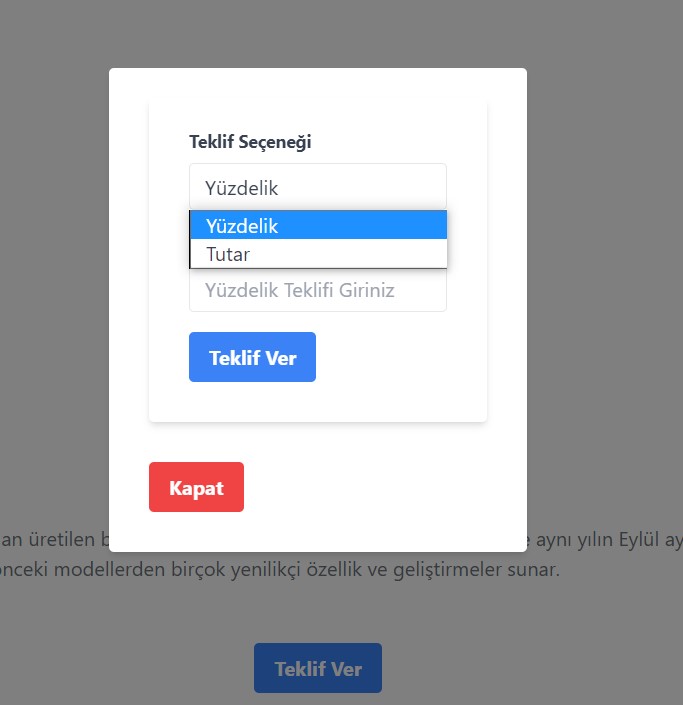 Teklif Seçeneği
Yüzdelik
Yüzdelik
Tutar
Yüzdelik Teklifi Giriniz
Teklif Ver
Kapat
an üretilen
aynı yılın Eylül ay
önceki modellerden birçok yenilikçi özellik ve geliştirmeler sunar.
Teklif Ver